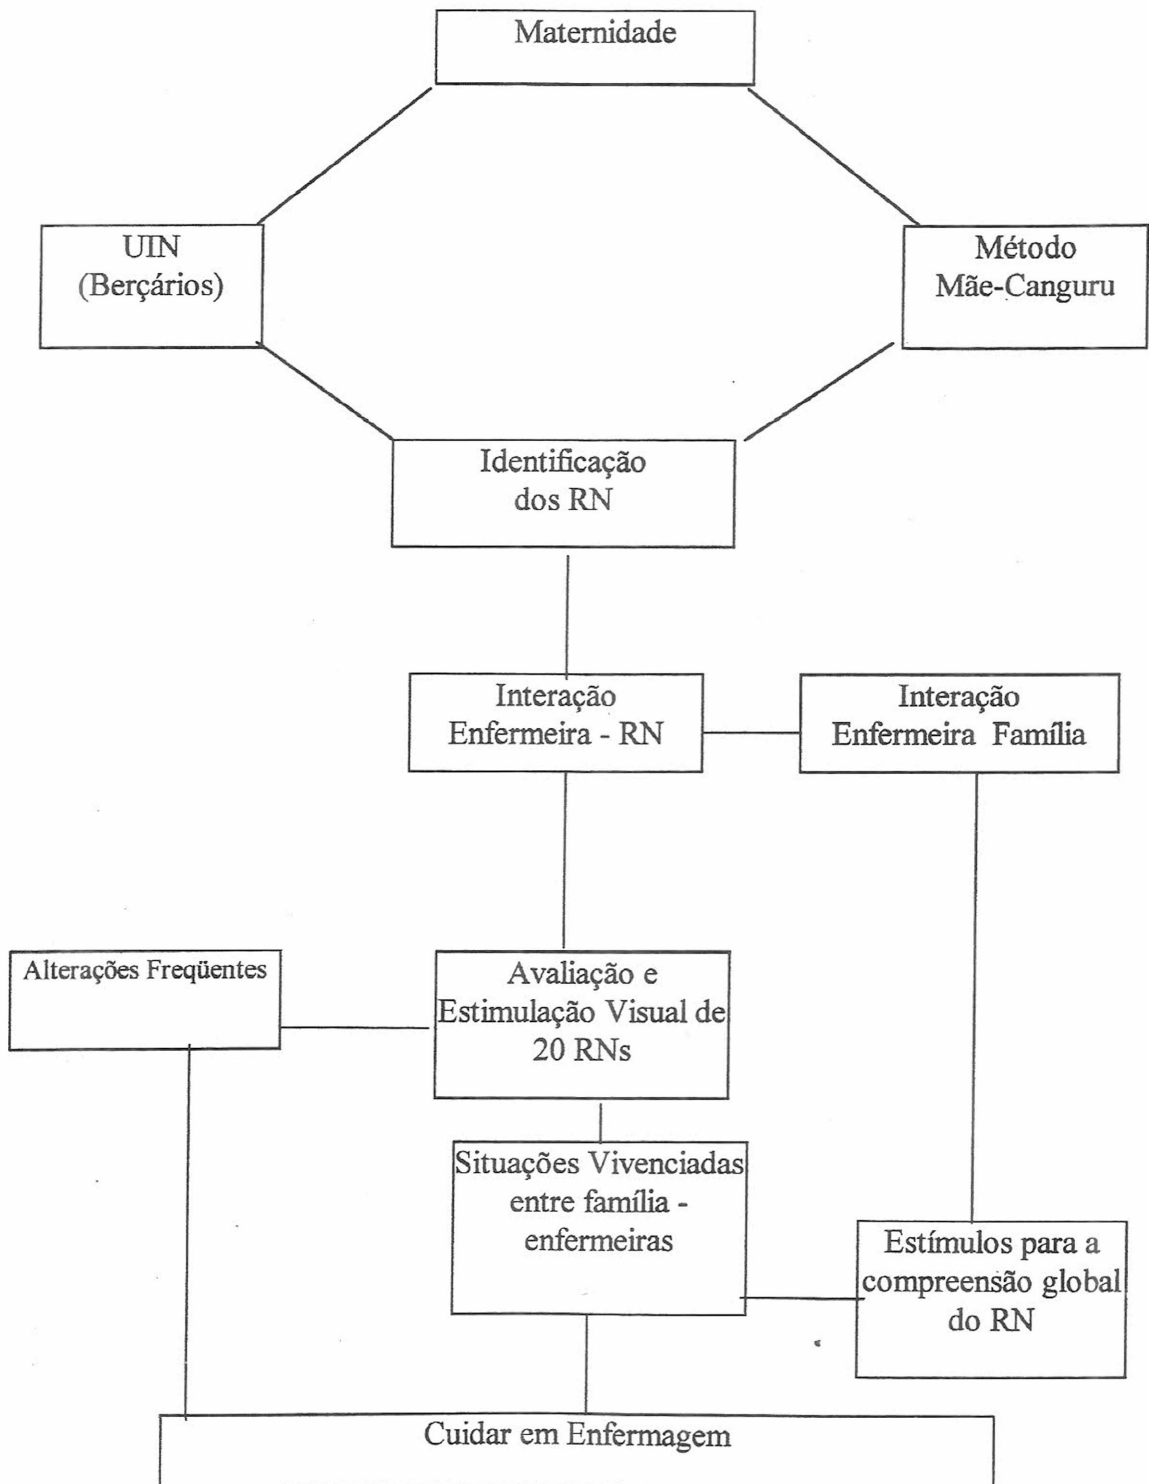 Maternidade
UIN
(Berçários)
Método
Mãe-Canguru
Identificação
dos RN
Interação
Enfermeira - RN
Interação
Enfermeira Família
Alterações Freqüentes
Avaliação e
Estimulação Visual de
20 RNs
Situações Vivenciadas
entre família -
enfermeiras
Estímulos para a
compreensão global
do RN
Cuidar em Enfermagem